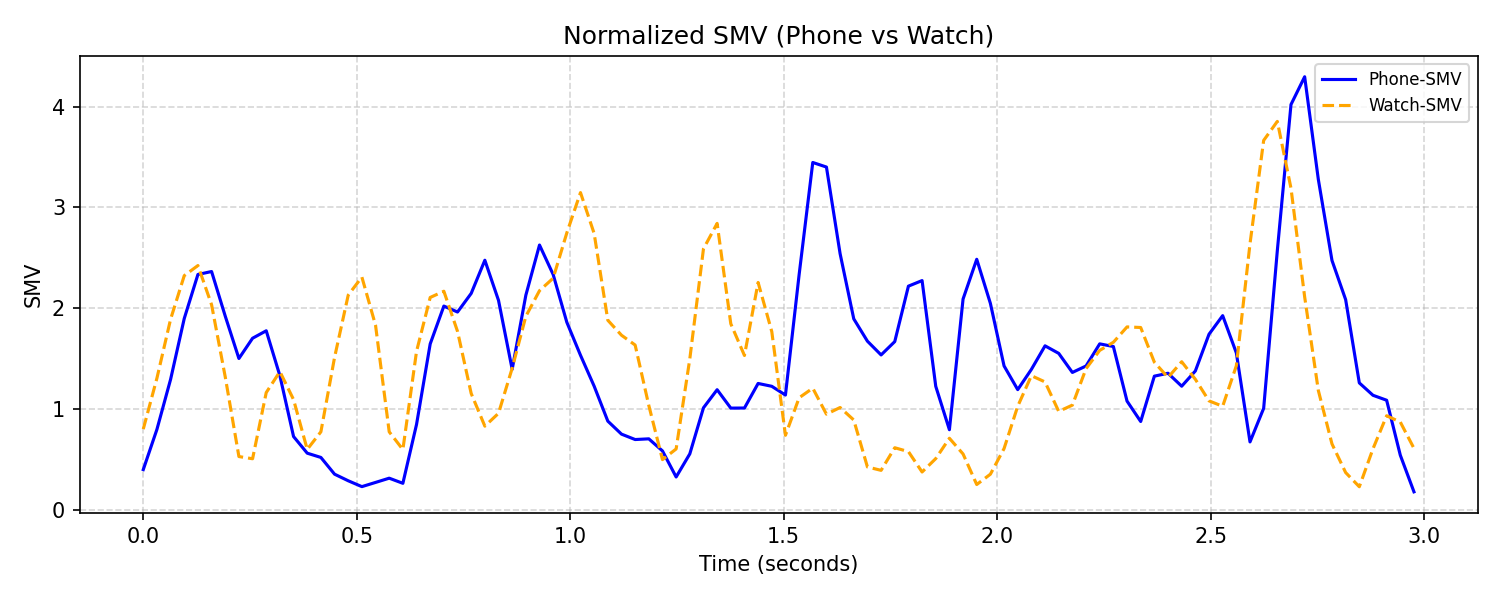 Normalized SMV (Phone vs Watch)
Phone-SMV
Watch-SMV
4
3
2
1
0
SMV
0.0 0.5 1.0 1.5 2.0 2.5 3.0
Time (seconds)